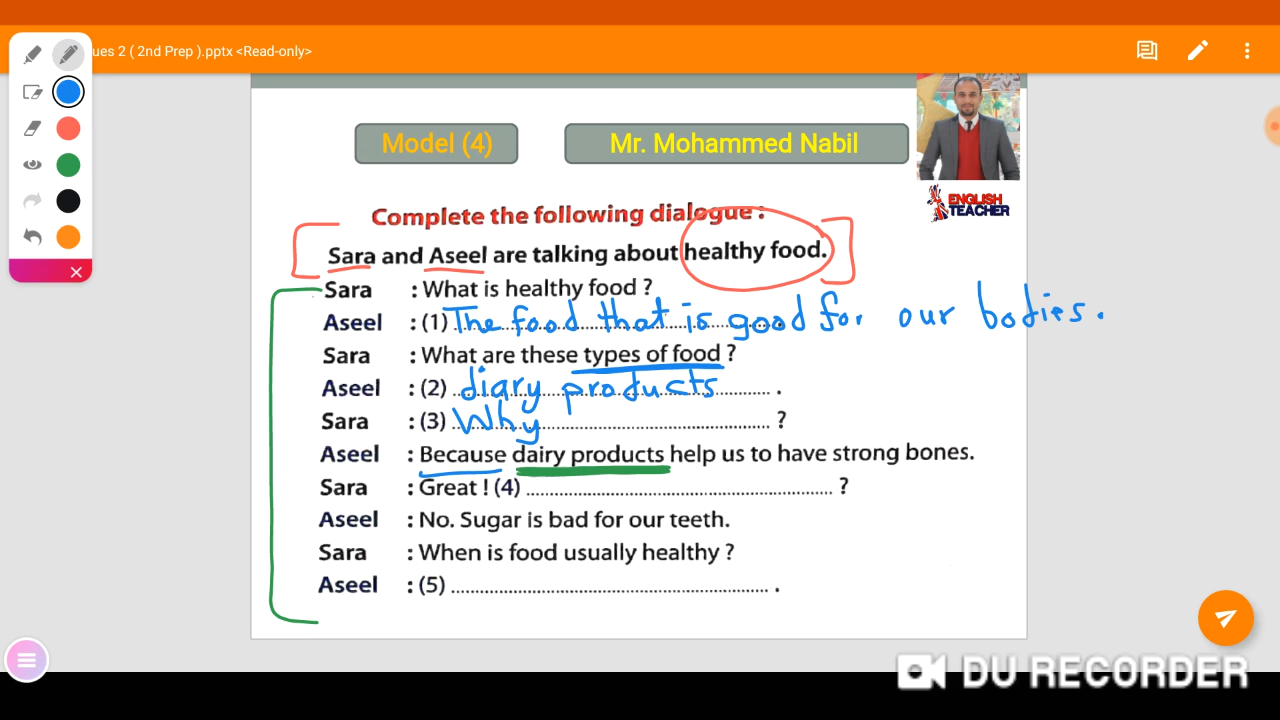 ues 2 ( 2nd Prep ).pptx <Read-only>
Model (4)
Mr. Mohammed Nabil
ENGLISH
TEACHER
Complete the following dialogue :
Sara and Aseel are talking about healthy food.
Sara : What is healthy food ?
Aseel : (1) The food that is good for our bodies.
Sara : What are these types of food ?
Aseel : (2) diary products .
Sara : (3) Why ?
Aseel : Because dairy products help us to have strong bones.
Sara : Great ! (4) ........................................................ ?
Aseel : No. Sugar is bad for our teeth.
Sara : When is food usually healthy ?
Aseel : (5) ........................................................ .
DU RECORDER